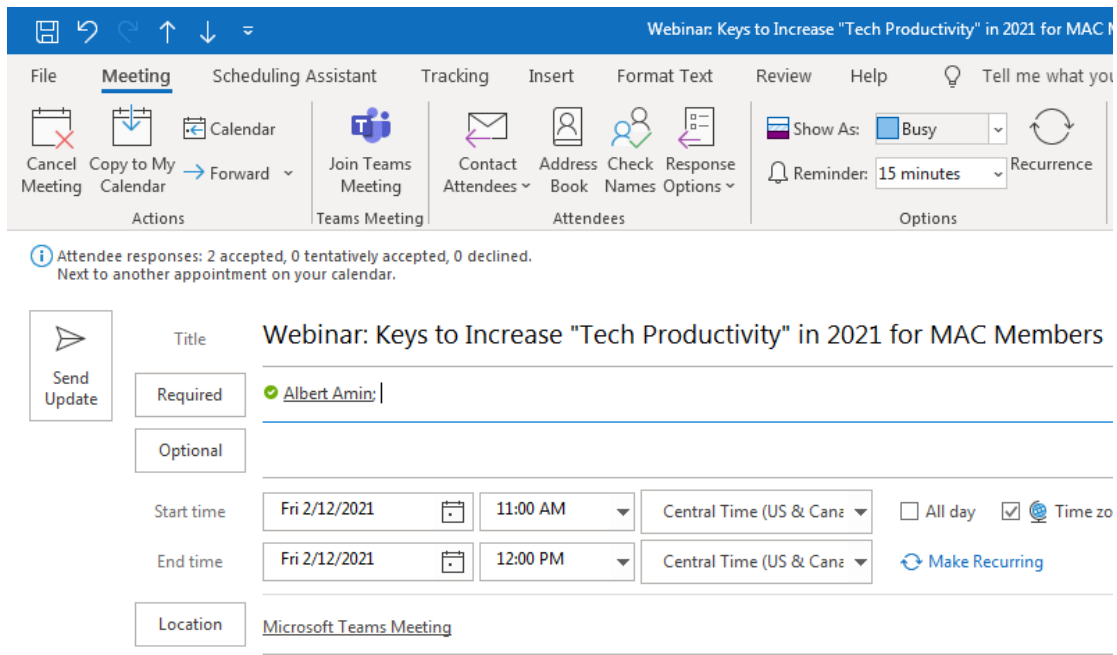 Webinar: Keys to Increase "Tech Productivity" in 2021 for MAC
File Meeting Scheduling Assistant Tracking Insert Format Text Review Help Tell me what you
Cancel Meeting
Copy to My Calendar
Calendar
Forward
Actions
Join Teams Meeting
Teams Meeting
Contact Attendees
Address Book
Check Names
Response Options
Attendees
Show As: Busy
Reminder: 15 minutes
Recurrence
Options
Attendee responses: 2 accepted, 0 tentatively accepted, 0 declined.
Next to another appointment on your calendar.
Send Update
Title Webinar: Keys to Increase "Tech Productivity" in 2021 for MAC Members
Required Albert Amin;
Optional
Start time Fri 2/12/2021 11:00 AM Central Time (US & Cana All day Time zo
End time Fri 2/12/2021 12:00 PM Central Time (US & Cana Make Recurring
Location Microsoft Teams Meeting